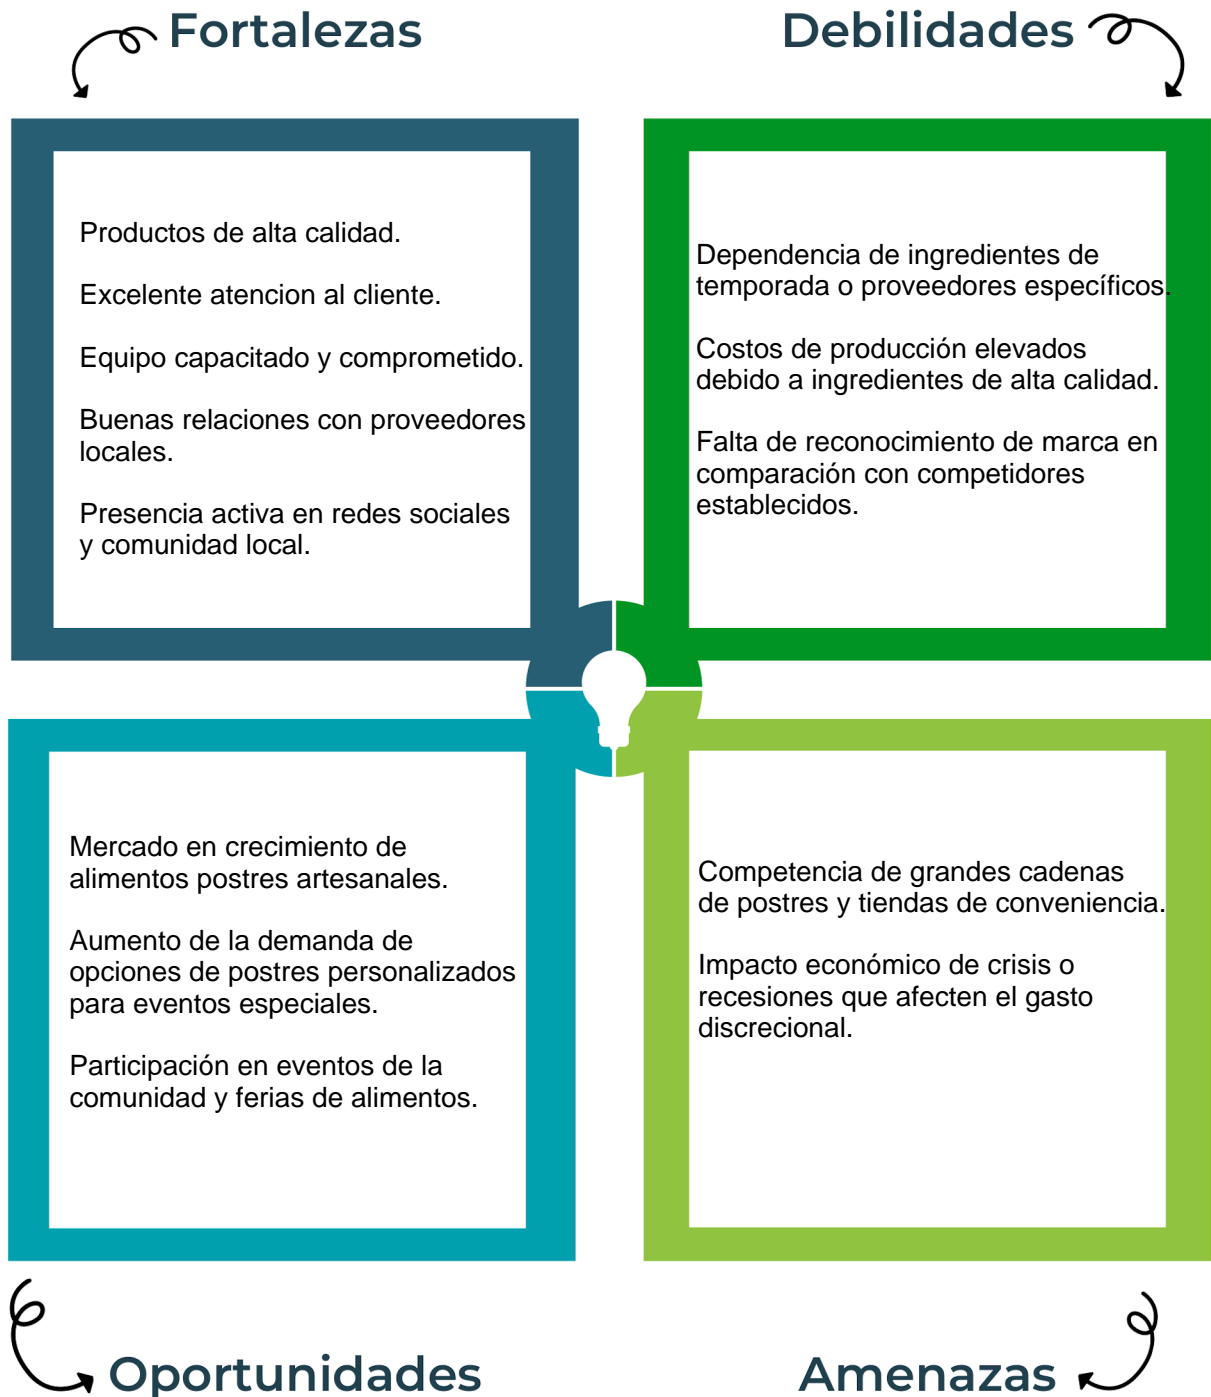 Fortalezas
Productos de alta calidad.
Excelente atencion al cliente.
Equipo capacitado y comprometido.
Buenas relaciones con proveedores
locales.
Presencia activa en redes sociales
y comunidad local.
Debilidades
Dependencia de ingredientes de
temporada o proveedores específicos.
Costos de producción elevados
debido a ingredientes de alta calidad.
Falta de reconocimiento de marca en
comparación con competidores
establecidos.
Mercado en crecimiento de
alimentos postres artesanales.
Aumento de la demanda de
opciones de postres personalizados
para eventos especiales.
Participación en eventos de la
comunidad y ferias de alimentos.
Oportunidades
Competencia de grandes cadenas
de postres y tiendas de conveniencia.
Impacto económico de crisis o
recesiones que afecten el gasto
discrecional.
Amenazas